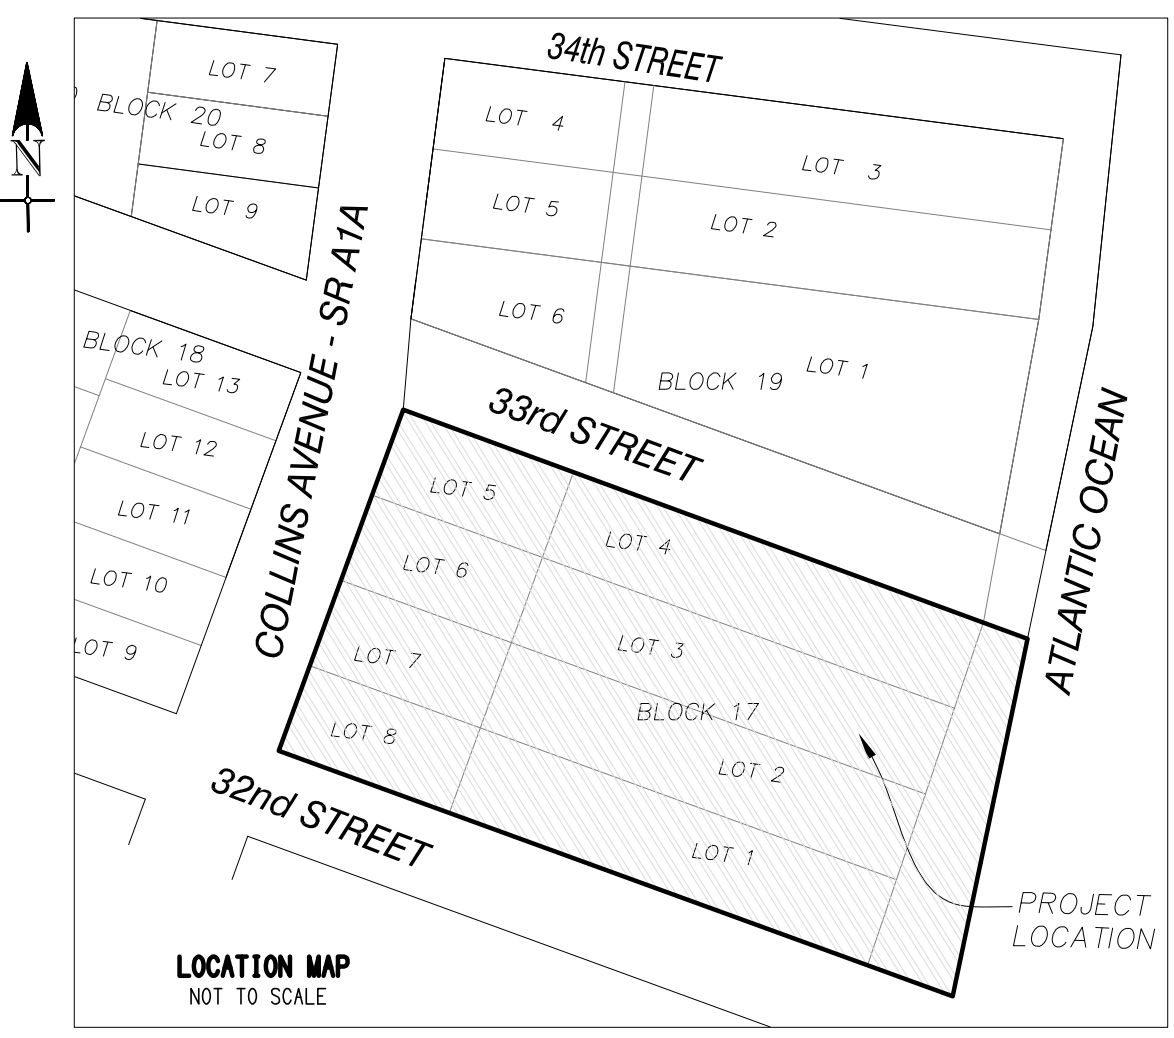 34th STREET
LOT 7
BLOCK 20
LOT 8
LOT 9
N
LOT 4
LOT 3
LOT 5
LOT 2
LOT 6
LOT 1
BLOCK 19
COLLINS AVENUE - SR A1A
BLOCK 18
LOT 13
LOT 12
LOT 11
LOT 10
LOT 9
33rd STREET
ATLANTIC OCEAN
LOT 5
LOT 4
LOT 6
LOT 3
LOT 7
BLOCK 17
LOT 8
LOT 2
LOT 1
32nd STREET
PROJECT
LOCATION
LOCATION MAP
NOT TO SCALE